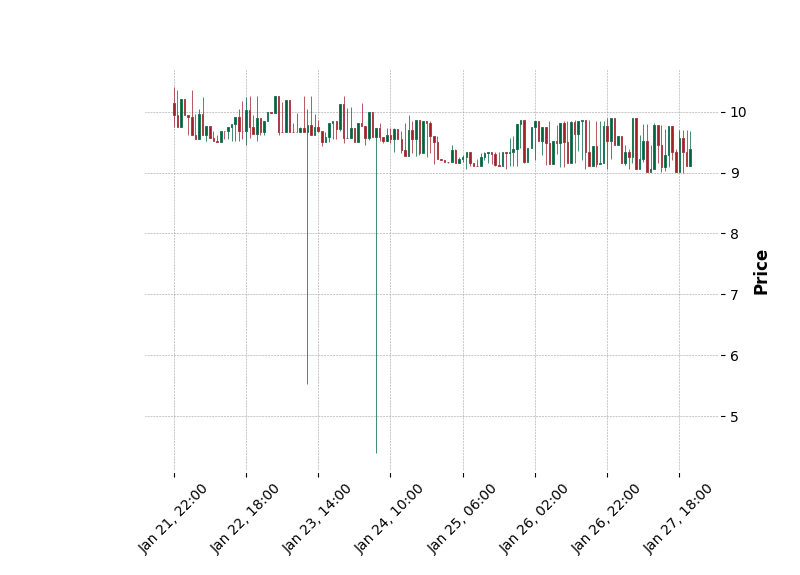 10
9
8
7
6
5
Price
Jan 21, 22:00
Jan 22, 18:00
Jan 23, 14:00
Jan 24, 10:00
Jan 25, 06:00
Jan 26, 02:00
Jan 26, 22:00
Jan 27, 18:00